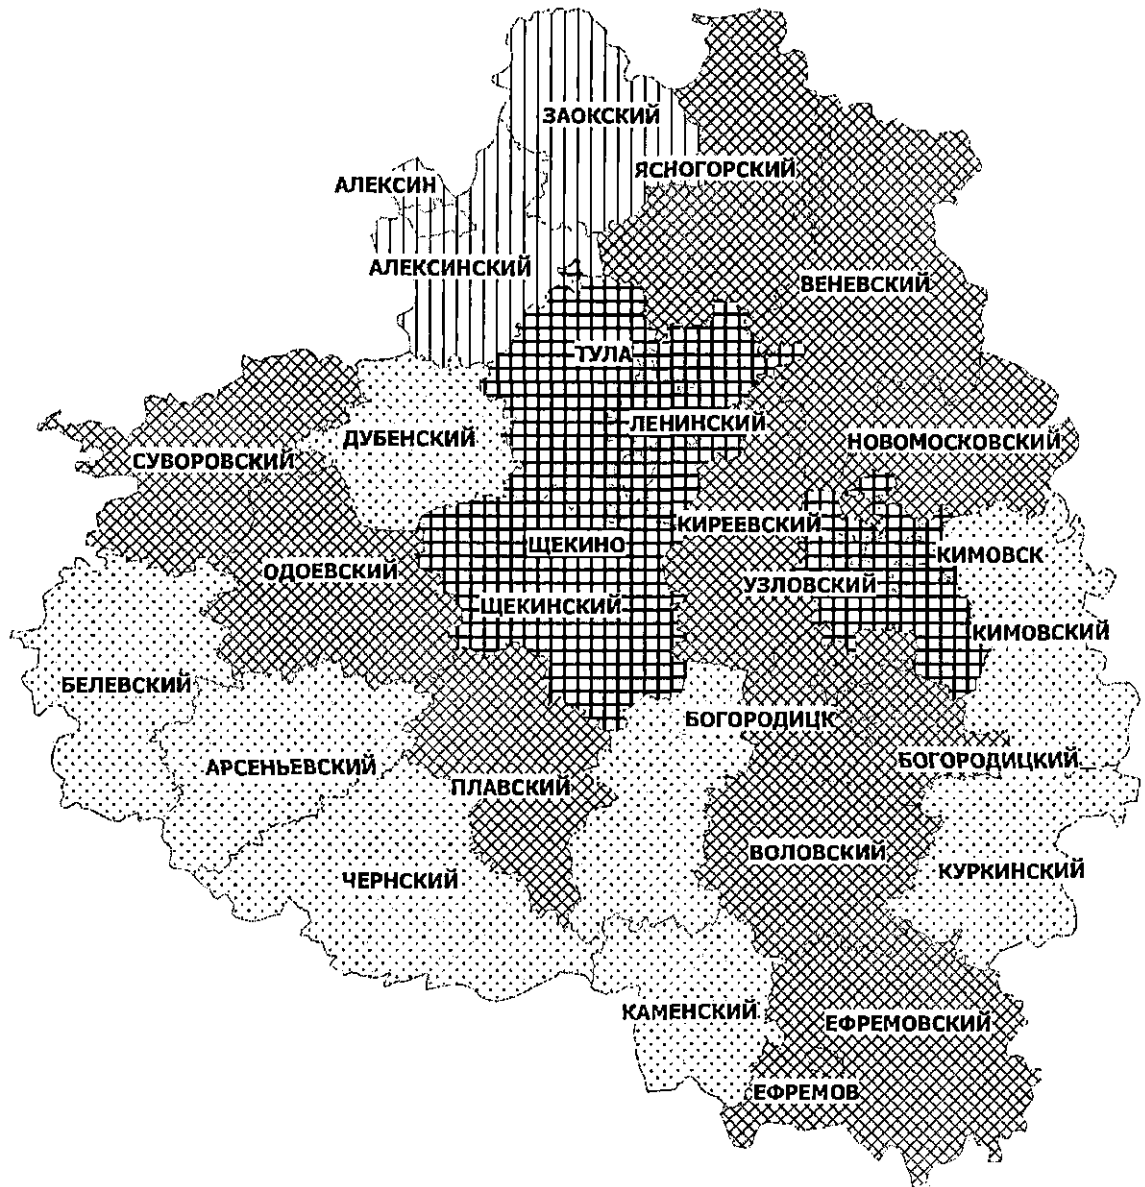 ЗАОКСКИЙ
ЯСНОГОРСКИЙ
АЛЕКСИН
АЛЕКСИНСКИЙ
ВЕНЕВСКИЙ
ТУЛА
ЛЕНИНСКИЙ
ДУБЕНСКИЙ
НОВОМОСКОВСКИЙ
СУВОРОВСКИЙ
КИРЕЕВСКИЙ
ЩЕКИНО
КИМОВСК
ОДОЕВСКИЙ
УЗЛОВСКИЙ
ЩЕКИНСКИЙ
КИМОВСКИЙ
БЕЛЕВСКИЙ
БОГОРОДИЦК
БОГОРОДИЦКИЙ
АРСЕНЬЕВСКИЙ
ПЛАВСКИЙ
ВОЛОВСКИЙ
КУРКИНСКИЙ
ЧЕРНСКИЙ
КАМЕНСКИЙ
ЕФРЕМОВСКИЙ
ЕФРЕМОВ